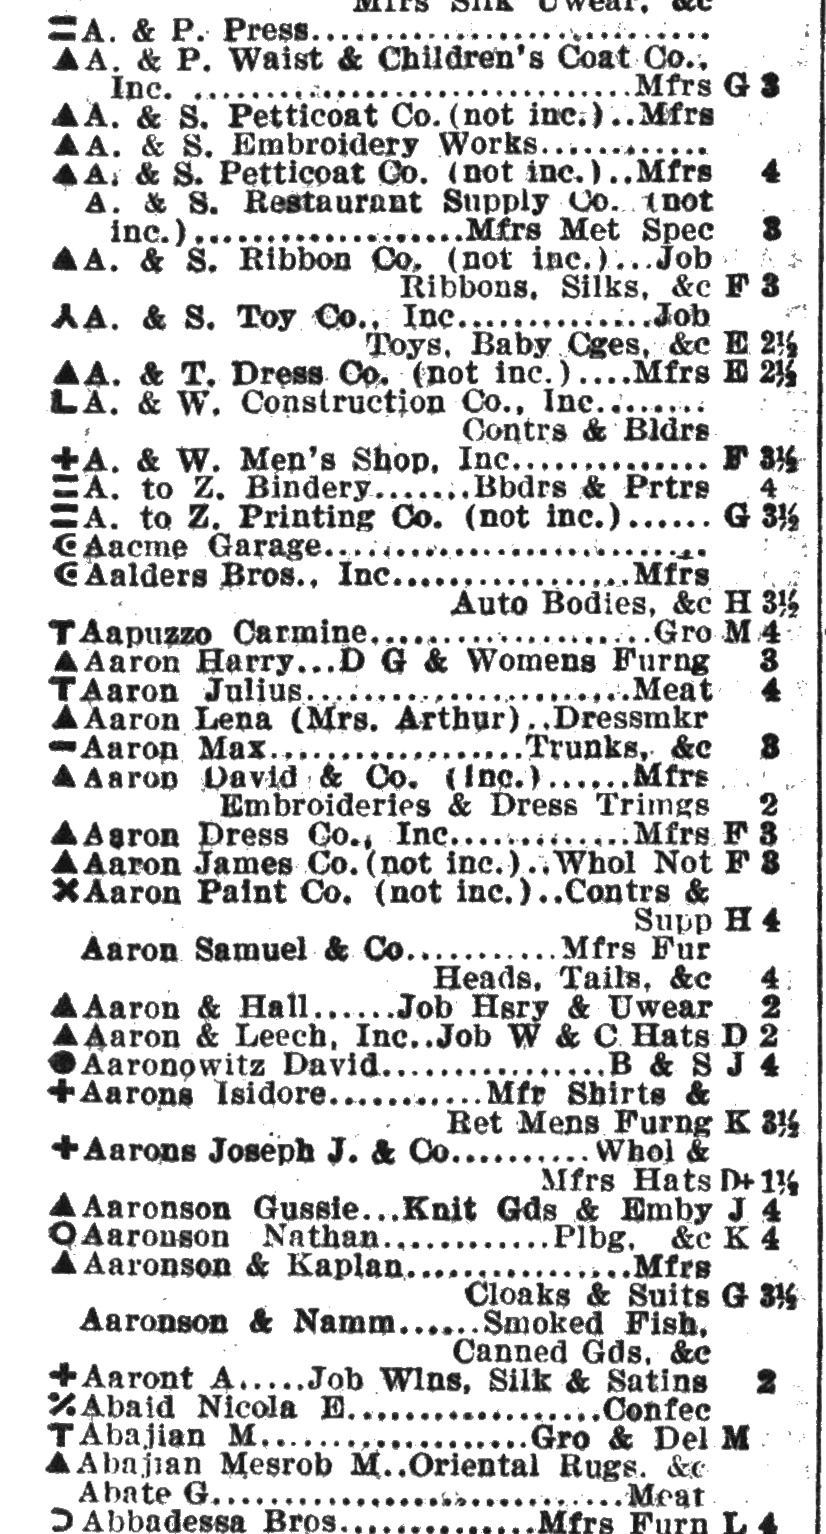 Mfrs Silk Uwear, &c
=A. & P. Press..............................
▲A. & P. Waist & Children's Coat Co.,
Inc. ................................Mfrs G 3
▲A. & S. Petticoat Co.(not inc.)..Mfrs
▲A. & S. Embroidery Works............
▲A. & S. Petticoat Co. (not inc.)..Mfrs 4
A. & S. Restaurant Supply Co. (not
inc.)....................Mfrs Met Spec 3
▲A. & S. Ribbon Co. (not inc.)...Job
Ribbons, Silks, &c F 3
⅄A. & S. Toy Co., Inc..............Job
Toys, Baby Cges, &c E 2½
▲A. & T. Dress Co. (not inc.)....Mfrs E 2½
LA. & W. Construction Co., Inc........
Contrs & Bldrs
+A. & W. Men's Shop, Inc.............. F 3½
=A. to Z. Bindery.......Bbdrs & Prtrs 4
=A. to Z. Printing Co. (not inc.)...... G 3½
☪Aacme Garage............................
☪Aalders Bros., Inc.................Mfrs
Auto Bodies, &c H 3½
TAapuzzo Carmine....................Gro M 4
▲Aaron Harry...D G & Womens Furng 3
TAaron Julius.......................Meat 4
▲Aaron Lena (Mrs. Arthur)..Dressmkr
-Aaron Max..................Trunks, &c 3
▲Aaron David & Co. (Inc.)......Mfrs
Embroideries & Dress Trimgs 2
▲Aaron Dress Co., Inc.............Mfrs F 3
▲Aaron James Co.(not inc.)..Whol Not F 3
✕Aaron Paint Co. (not inc.)..Contrs &
Supp H 4
Aaron Samuel & Co...........Mfrs Fur
Heads, Tails, &c 4
▲Aaron & Hall......Job Hsry & Uwear 2
▲Aaron & Leech, Inc..Job W & C Hats D 2
●Aaronowitz David................B & S J 4
+Aarons Isidore...........Mfr Shirts &
Ret Mens Furng K 3½
+Aarons Joseph J. & Co..........Whol &
Mfrs Hats D+ 1½
▲Aaronson Gussie...Knit Gds & Emby J 4
OAaronson Nathan............Plbg, &c K 4
▲Aaronson & Kaplan................Mfrs
Cloaks & Suits G 3½
Aaronson & Namm......Smoked Fish,
Canned Gds, &c
+Aaront A.....Job Wlns, Silk & Satins 2
٪Abaid Nicola E..................Confec
TAbajian M...................Gro & Del M
▲Abajian Mesrob M..Oriental Rugs, &c
Abate G.............................Meat
ↃAbbadessa Bros..............Mfrs Furn L 4